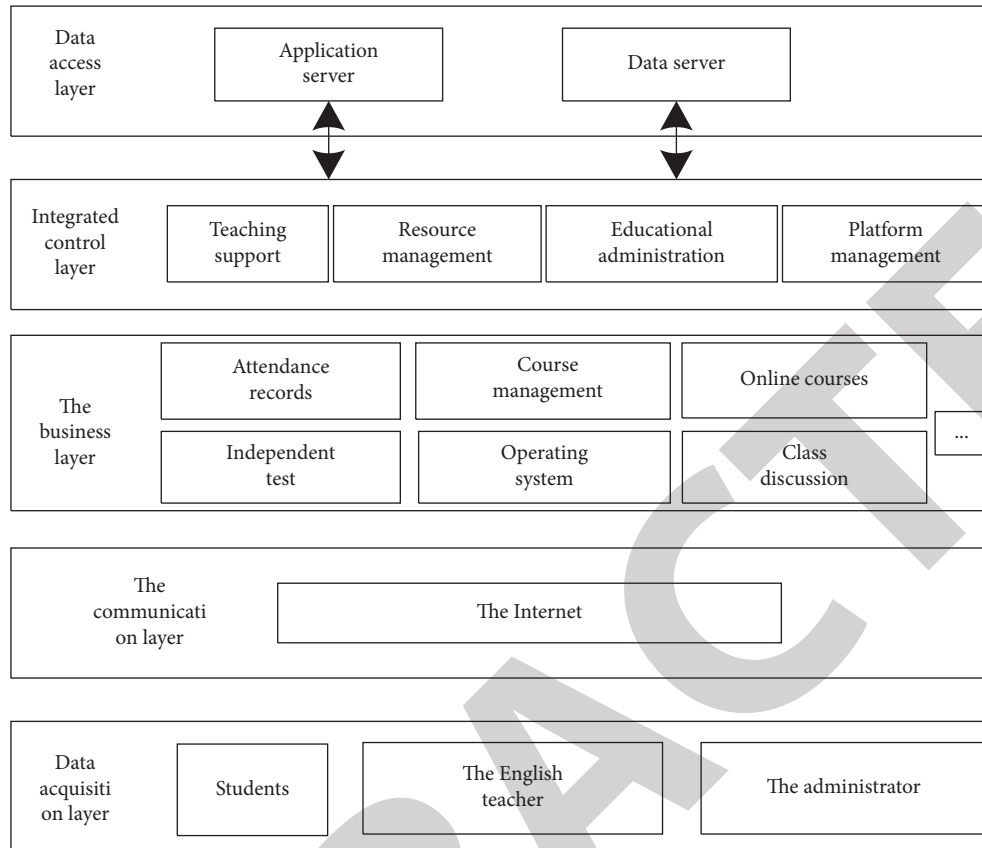 Data
access
layer
Application
server
Data server
Integrated
control
layer
Teaching
support
Resource
management
Educational
administration
Platform
management
The
business
layer
Attendance
records
Course
management
Online courses
Independent
test
Operating
system
Class
discussion
...
The
communicati
on layer
The Internet
Data
acquisiti
on layer
Students
The English
teacher
The administrator